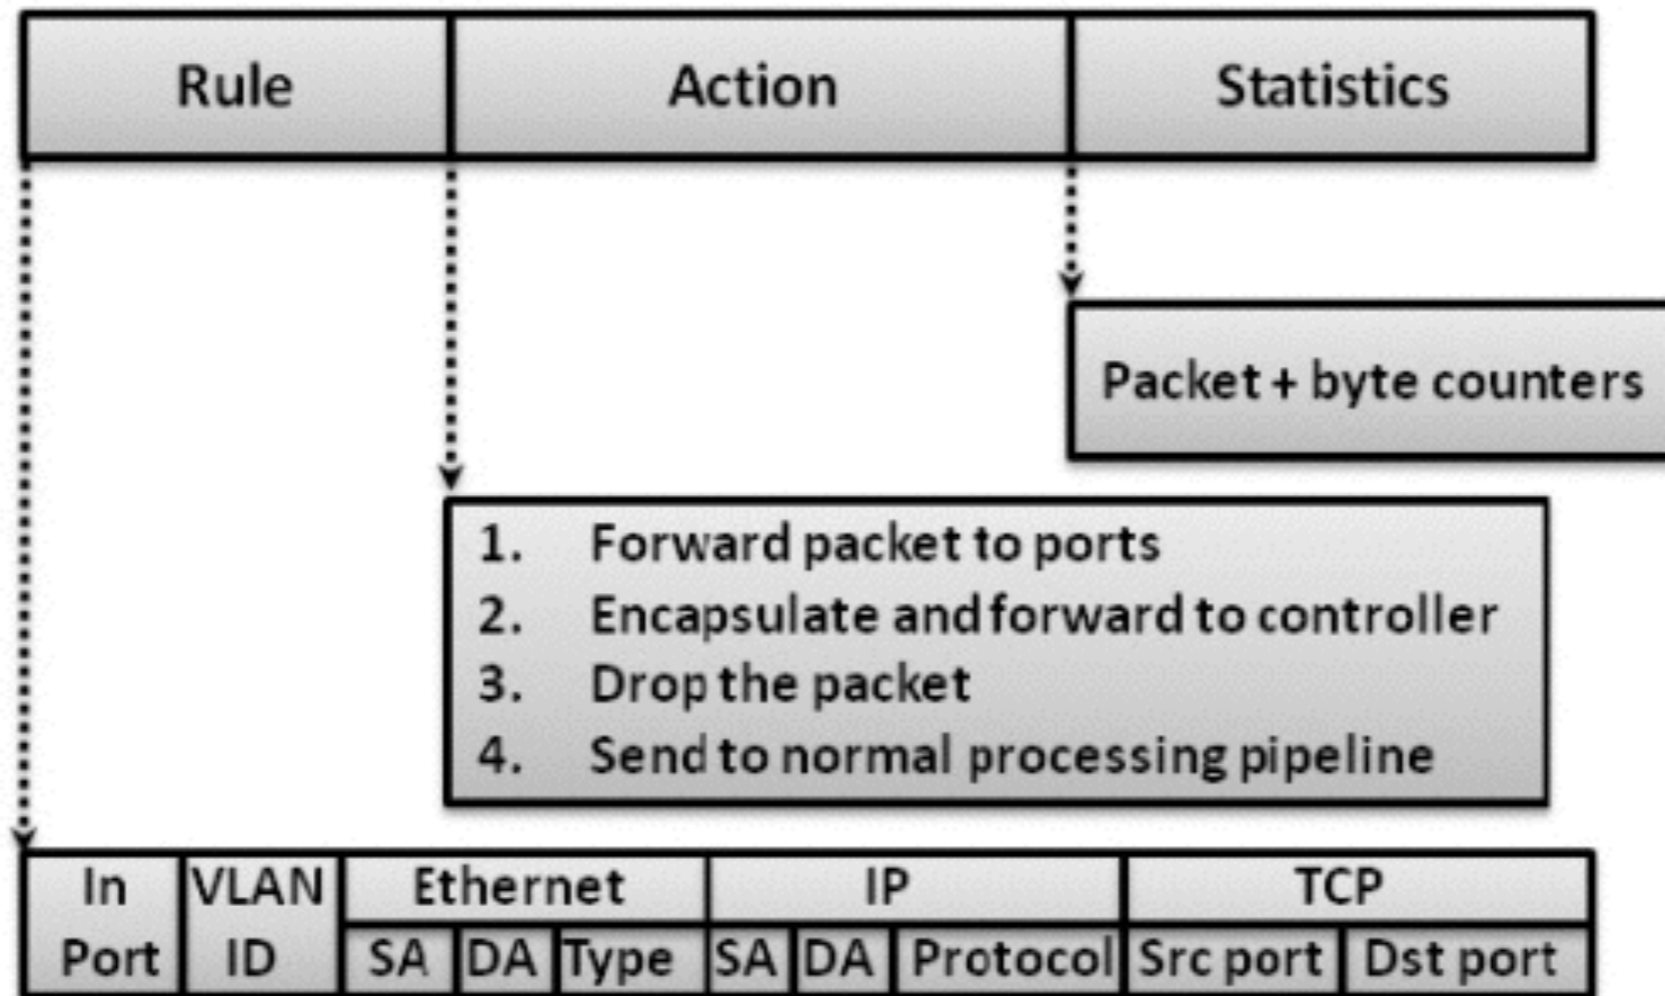 Rule Action Statistics
Packet + byte counters
1. Forward packet to ports
2. Encapsulate and forward to controller
3. Drop the packet
4. Send to normal processing pipeline
In Port VLAN ID Ethernet IP TCP
SA DA Type SA DA Protocol Src port Dst port